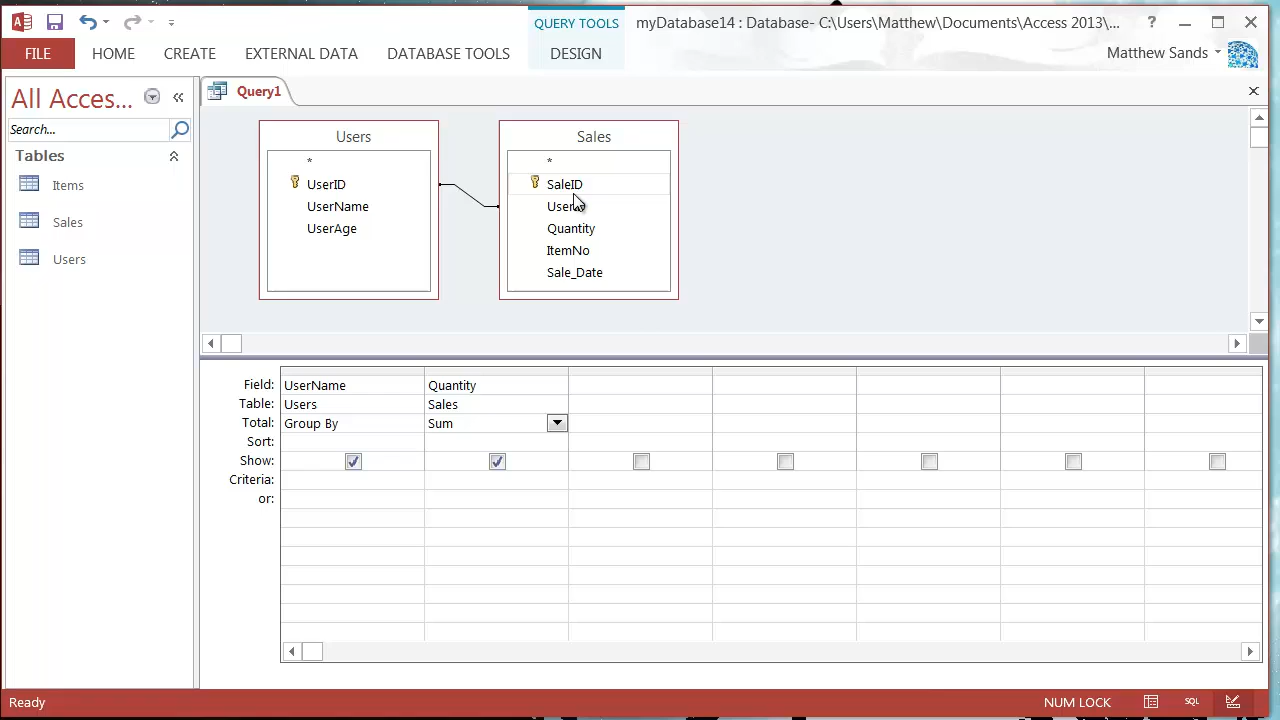 QUERY TOOLS
myDatabase14 : Database- C:\Users\Matthew\Documents\Access 2013\...
?
FILE
HOME
CREATE
EXTERNAL DATA
DATABASE TOOLS
DESIGN
Matthew Sands
All Acces...
Search...
Tables
Items
Sales
Users
Query1
Users
*
UserID
UserName
UserAge
Sales
*
SaleID
Quantity
ItemNo
Sale_Date
Field: UserName Quantity
Table: Users Sales
Total: Group By Sum
Sort:
Show:
Criteria:
or:
Ready
NUM LOCK
SQL